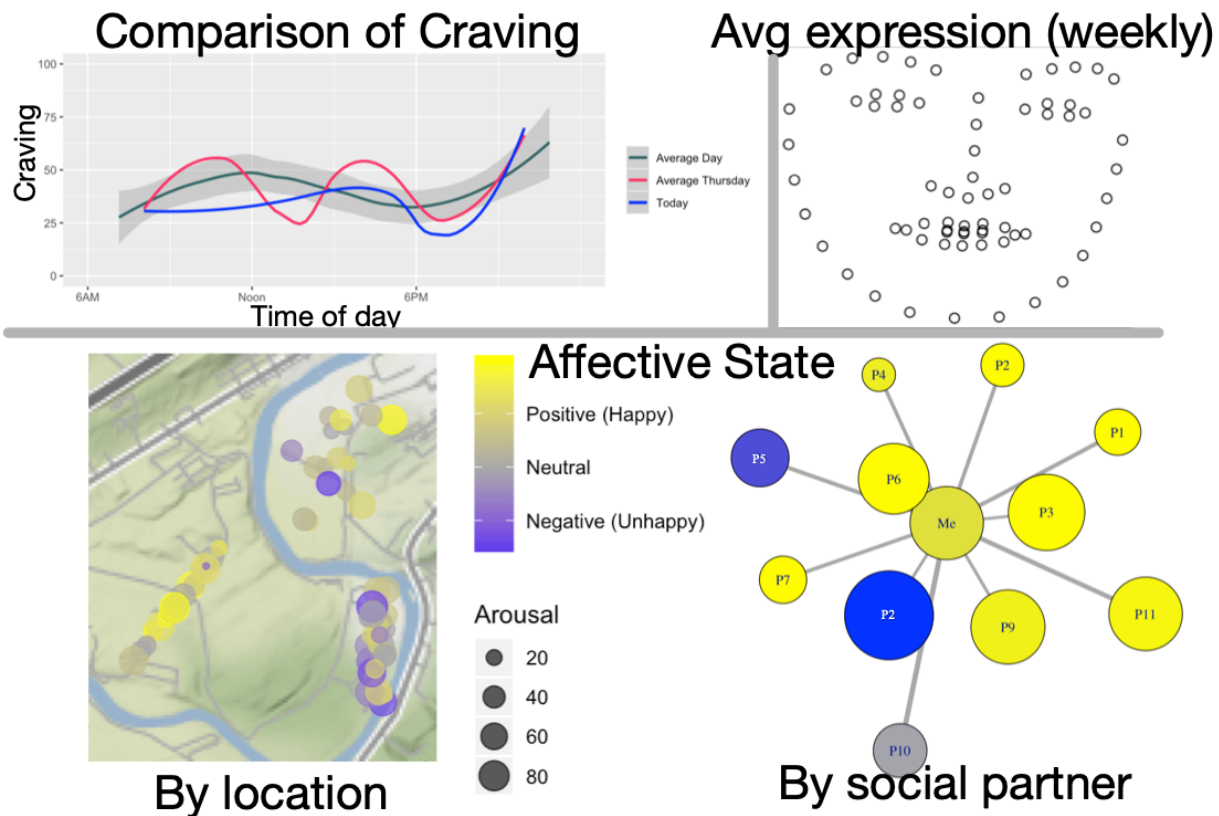 Comparison of Craving
Avg expression (weekly)
Craving
100
75
50
25
0
6AM
Noon
6PM
Time of day
Average Day
Average Thursday
Today
Affective State
Positive (Happy)
Neutral
Negative (Unhappy)
Arousal
20
40
60
80
By location
P4
P2
P1
P5
P6
P3
Me
P7
P2
P9
P11
P10
By social partner